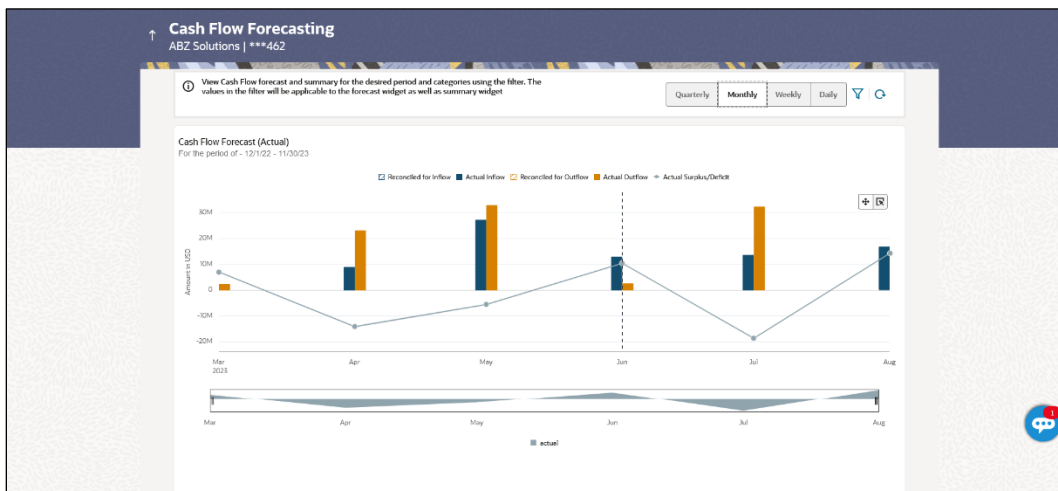 Cash Flow Forecasting
ABZ Solutions | ***462
View Cash Flow forecast and summary for the desired period and categories using the filter. The
values in the filter will be applicable to the forecast widget as well as summary widget
Quarterly Monthly Weekly Daily
Cash Flow Forecast (Actual)
For the period of - 12/1/22 - 11/30/23
Reconciled for Inflow Actual Inflow Reconciled for Outflow Actual Outflow Actual Surplus/Deficit
Amount in USD
30M
20M
10M
0
-10M
-20M
Mar Apr May Jun Jul Aug
2023
Mar Apr May Jun Jul Aug
actual
1